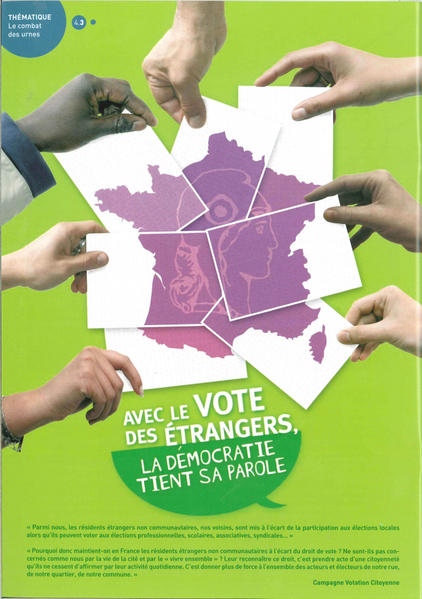 THÉMATIQUE
Le combat
des urnes
4.3
AVEC LE VOTE
DES ÉTRANGERS,
LA DÉMOCRATIE
TIENT SA PAROLE
« Parmi nous, les résidents étrangers non communautaires, nos voisins, sont mis à l'écart de la participation aux élections locales
alors qu'ils peuvent voter aux élections professionnelles, scolaires, associatives, syndicales... »
« Pourquoi donc maintient-on en France les résidents étrangers non communautaires à l'écart du droit de vote ? Ne sont-ils pas con-
cernés comme nous par la vie de la cité et par le « vivre ensemble » ? Leur reconnaître ce droit, c'est prendre acte d'une citoyenneté
qu'ils ne cessent d'affirmer par leur activité quotidienne. C'est donner plus de force à l'ensemble des acteurs et électeurs de notre rue,
de notre quartier, de notre commune. »
Campagne Votation Citoyenne